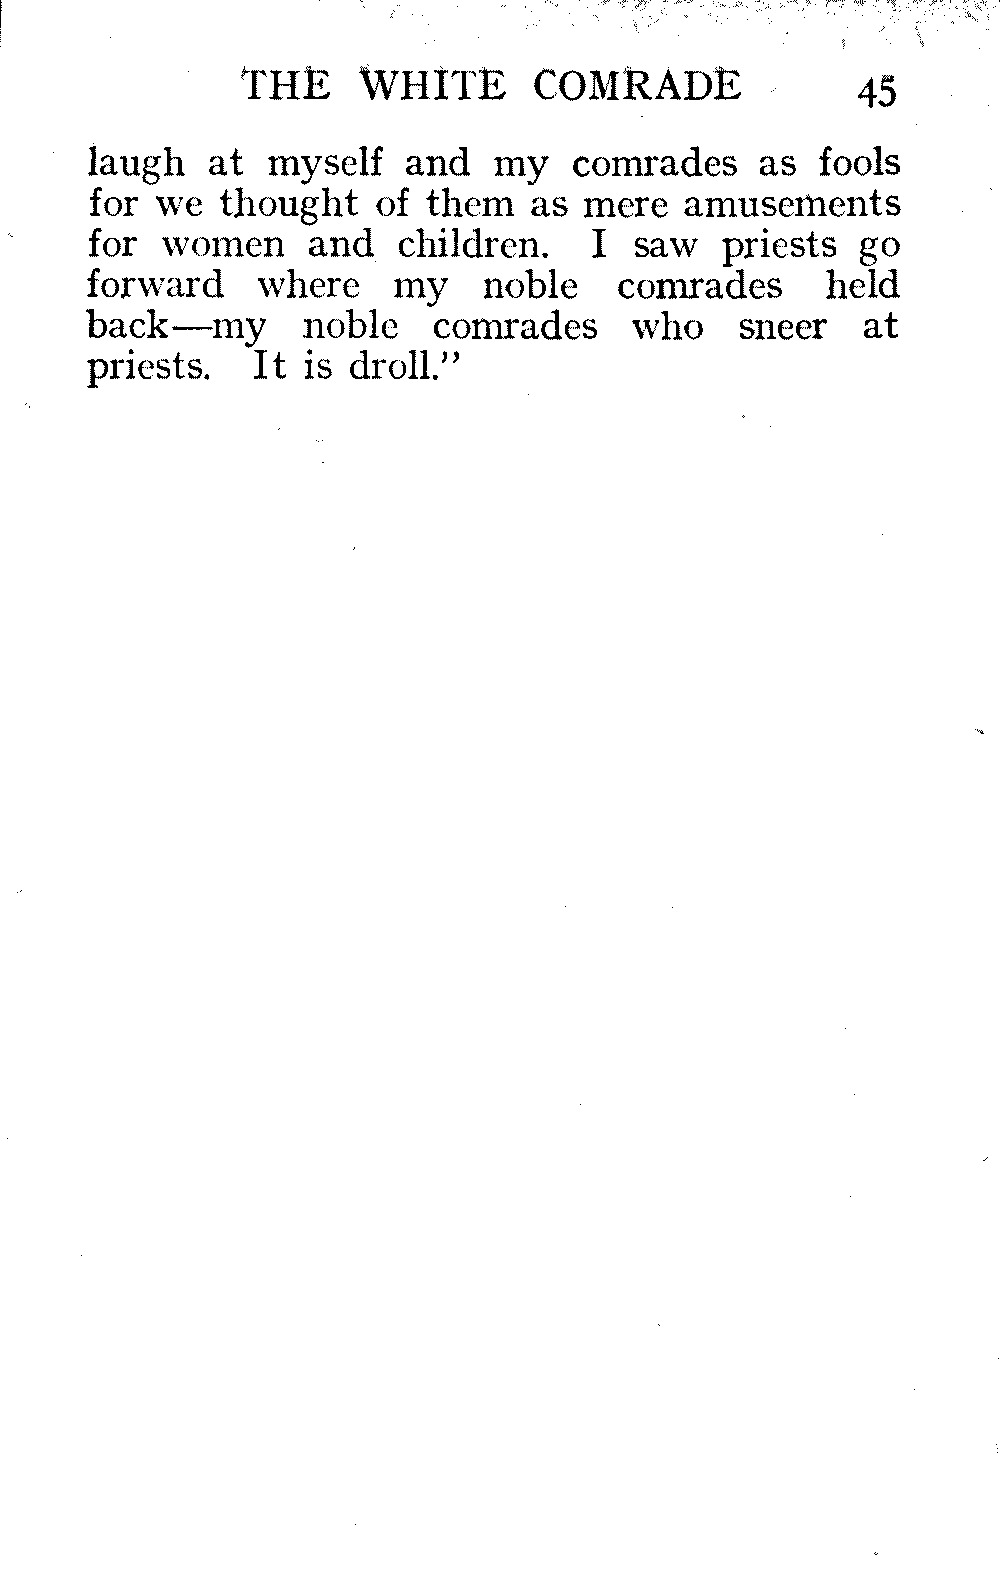 THE WHITE COMRADE 45
laugh at myself and my comrades as fools
for we thought of them as mere amusements
for women and children. I saw priests go
forward where my noble comrades held
back—my noble comrades who sneer at
priests. It is droll."